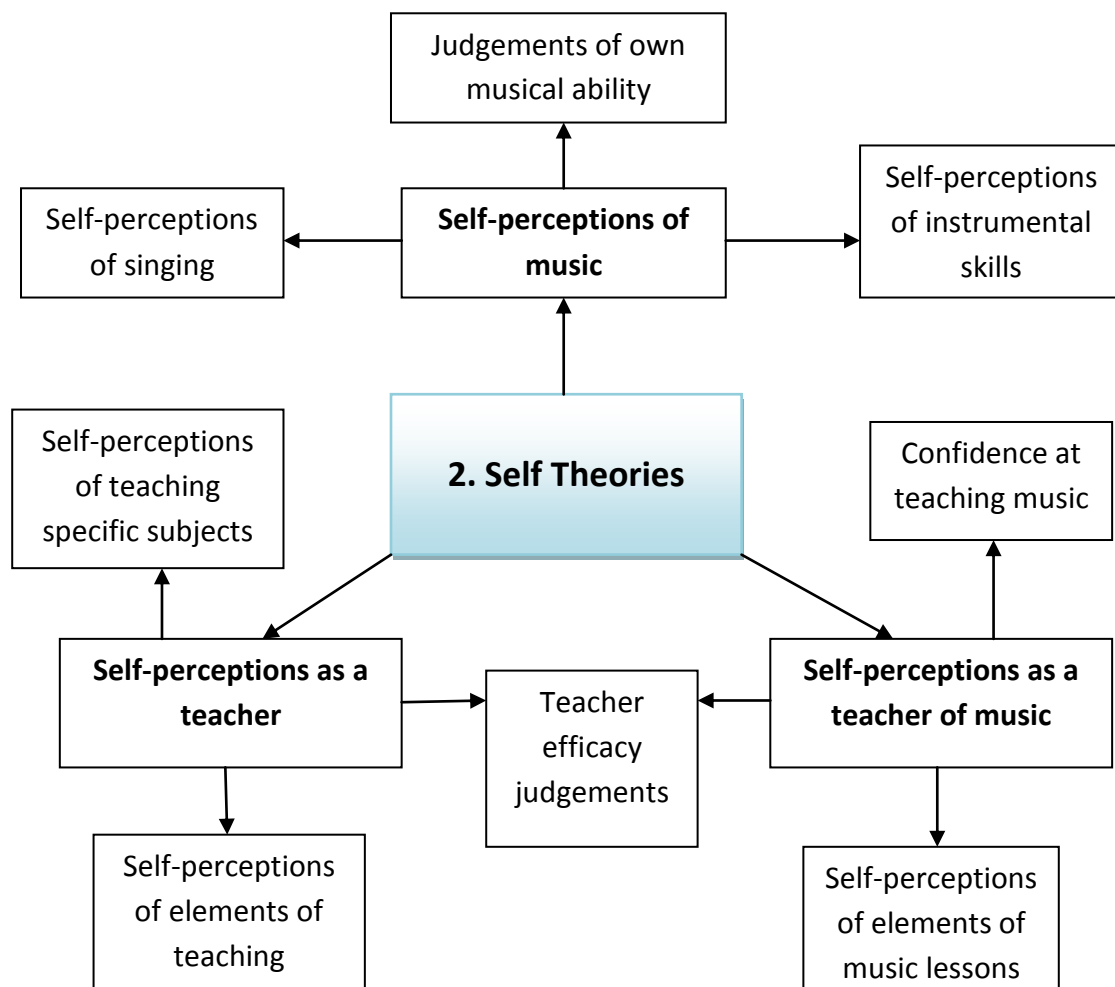 Judgements of own
musical ability
Self-perceptions
of singing
Self-perceptions of
music
Self-perceptions
of instrumental
skills
Self-perceptions
of teaching
specific subjects
2. Self Theories
Confidence at
teaching music
Self-perceptions as a
teacher
Teacher
efficacy
judgements
Self-perceptions as a
teacher of music
Self-perceptions
of elements of
teaching
Self-perceptions
of elements of
music lessons